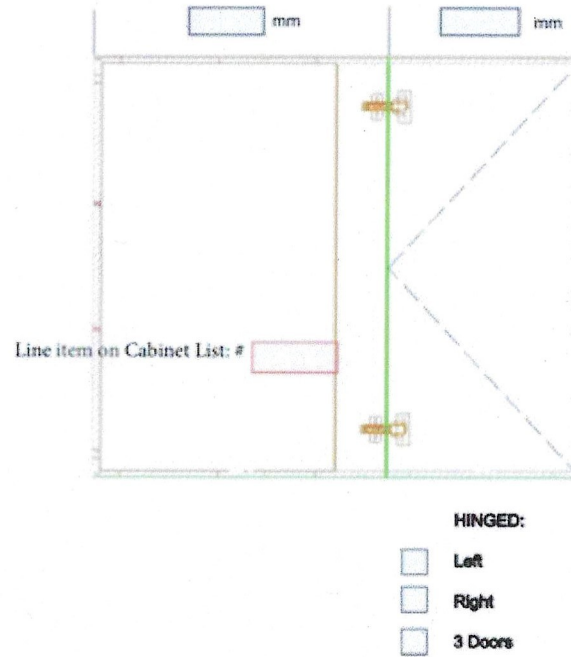 mm mm
Line item on Cabinet List: #
HINGED:
Left
Right
3 Doors